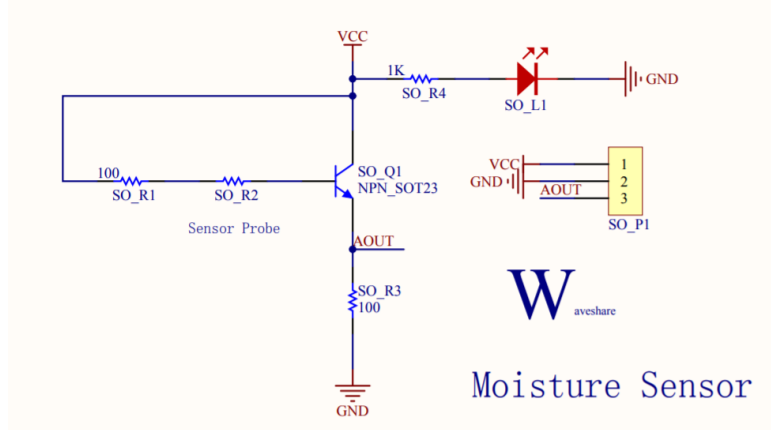 VCC
1K
SO_R4
GND
SO_L1
100
SO_R1
SO_R2
SO_Q1
NPN_SOT23
Sensor Probe
VCC
1
GND
2
AOUT
3
SO_P1
AOUT
SO_R3
100
GND
Waveshare
Moisture Sensor